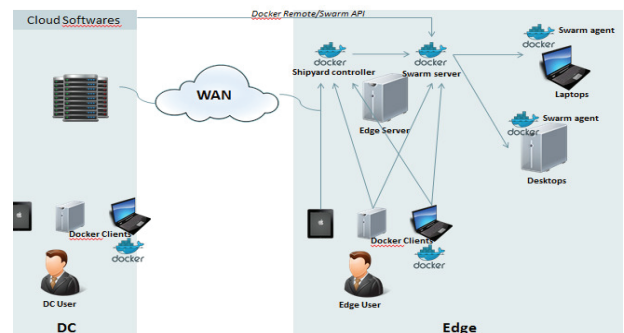 Cloud Softwares
Docker Remote/Swarm API
docker
Shipyard controller
docker
Swarm server
Swarm agent
docker
Laptops
WAN
Edge Server
Swarm agent
docker
Desktops
Docker Clients
docker
DC User
DC
Docker Clients
docker
Edge User
Edge